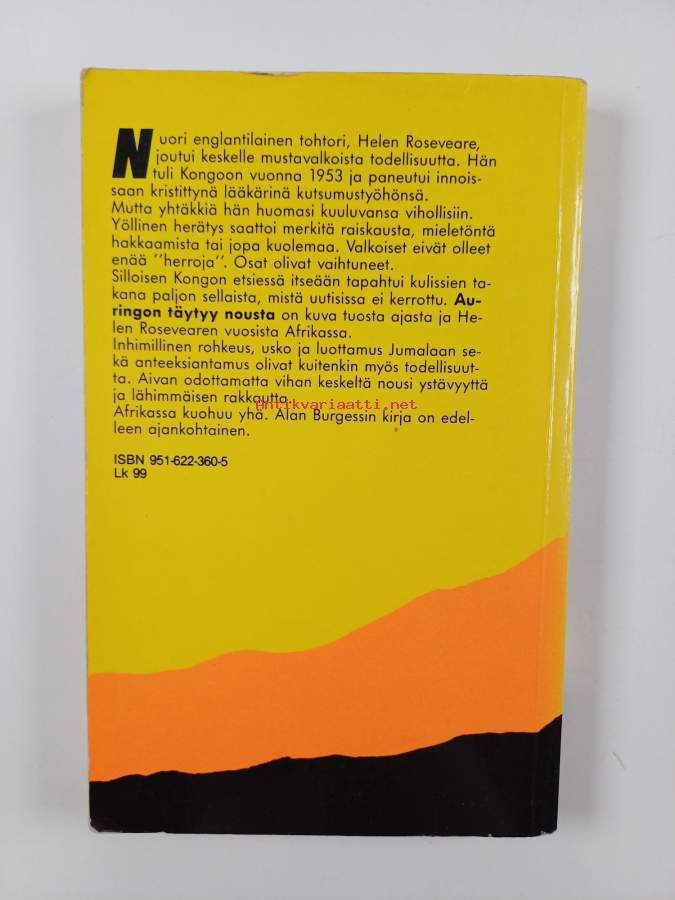 Nuori englantilainen tohtori, Helen Roseveare,
joutui keskelle mustavalkoista todellisuutta. Hän
tuli Kongoon vuonna 1953 ja paneutui innois-
saan kristittynä lääkärinä kutsumustyöhönsä.
Mutta yhtäkkiä hän huomasi kuuluvansa vihollisiin.
Yöllinen herätys saattoi merkitä raiskausta, mieletöntä
hakkaamista tai jopa kuolemaa. Valkoiset eivät olleet
enää "herroja". Osat olivat vaihtuneet.
Silloisen Kongon etsiessä itseään tapahtui kulissien ta-
kana paljon sellaista, mistä uutisissa ei kerrottu. Au-
ringon täytyy nousta on kuva tuosta ajasta ja He-
len Rosevearen vuosista Afrikassa.
Inhimillinen rohkeus, usko ja luottamus Jumalaan se-
kä anteeksiantamus olivat kuitenkin myös todellisuut-
ta. Aivan odottamatta vihan keskeltä nousi ystävyyttä
ja lähimmäisen rakkautta.
antikvariaatti.net
Afrikassa kuohuu yhä. Alan Burgessin kirja on edel-
leen ajankohtainen.
ISBN 951-622-360-5
Lk 99